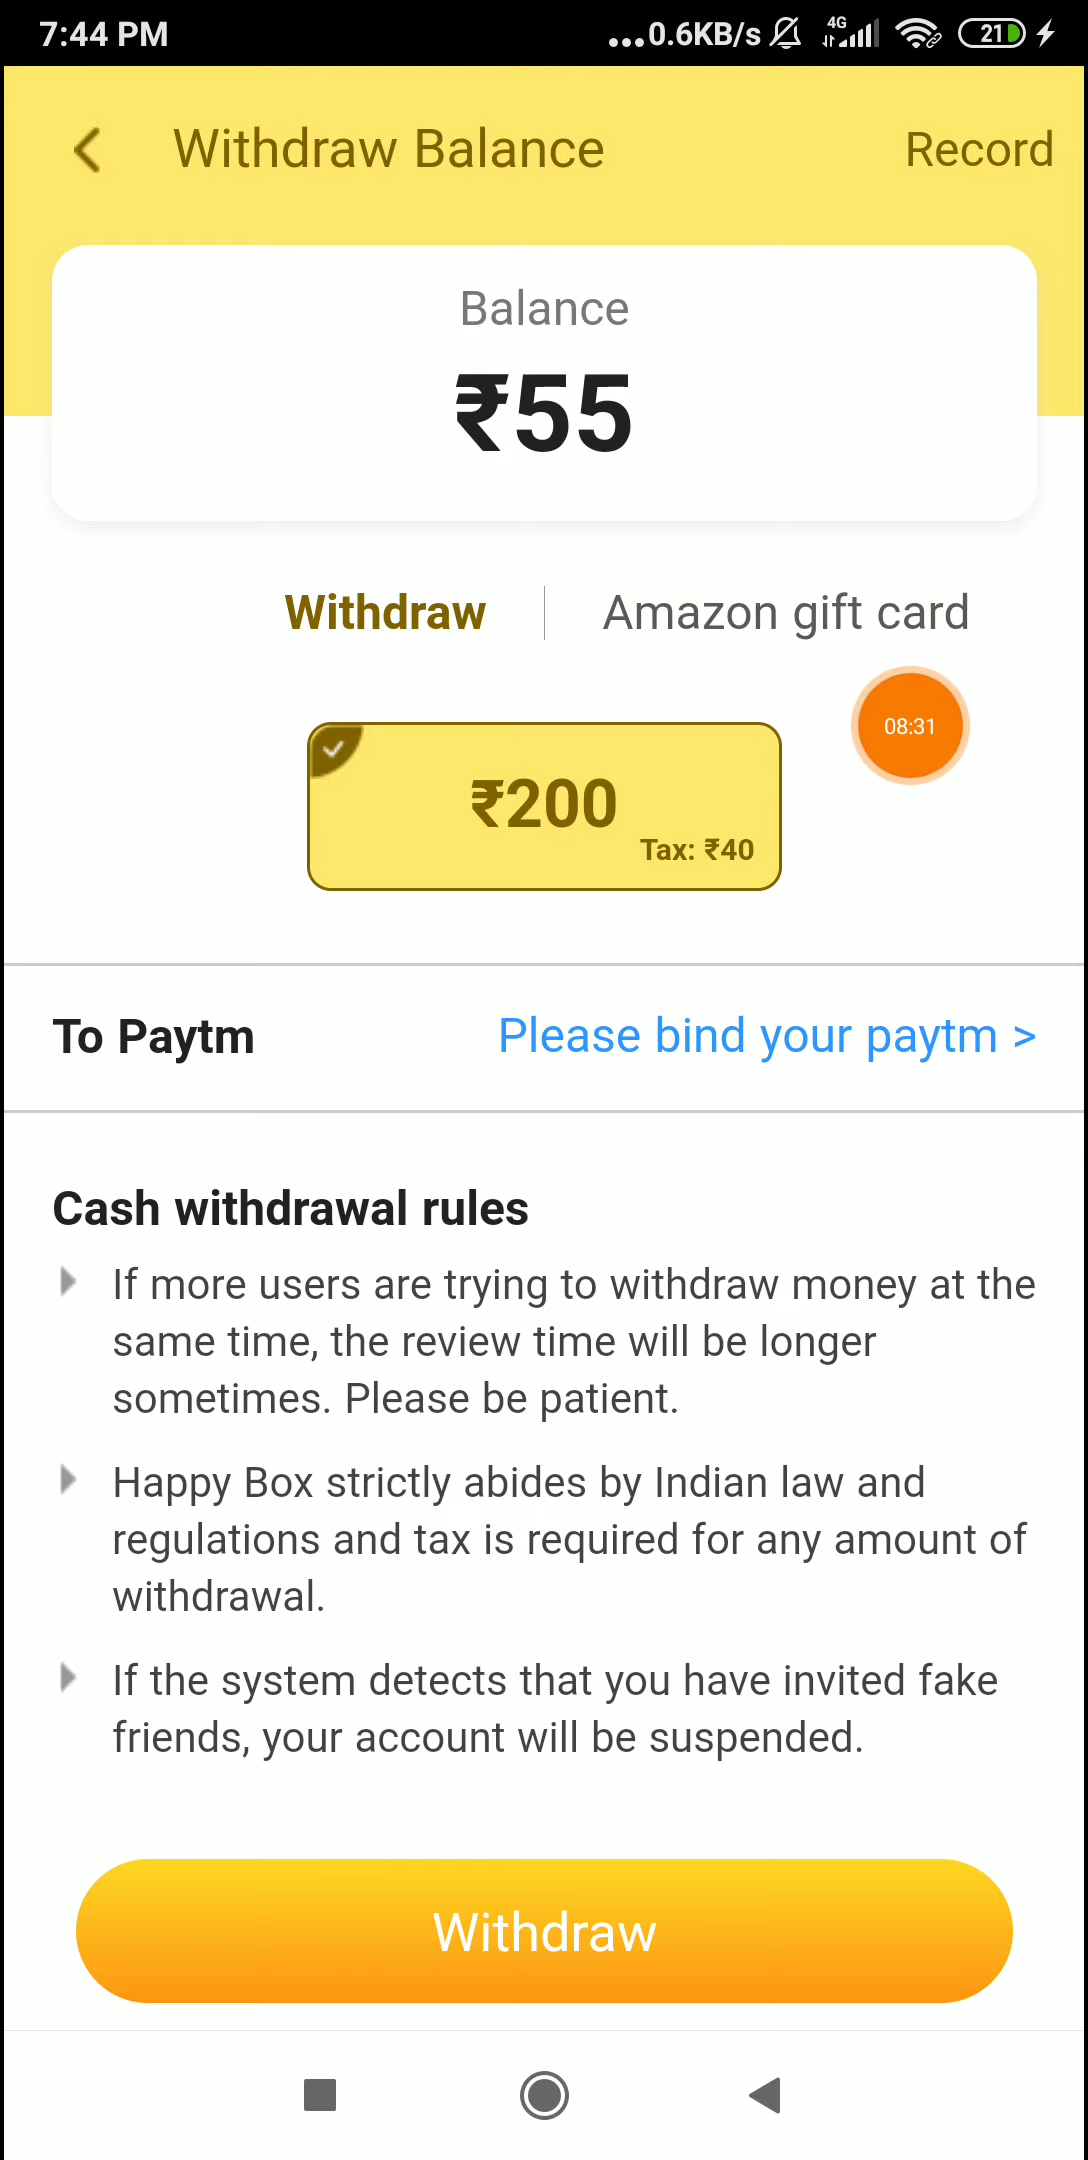 7:44 PM
...0.6KB/s 4G 21
Withdraw Balance
Record
Balance
₹55
Withdraw
Amazon gift card
08:31
₹200
Tax: ₹40
To Paytm
Please bind your paytm >
Cash withdrawal rules
If more users are trying to withdraw money at the
same time, the review time will be longer
sometimes. Please be patient.
Happy Box strictly abides by Indian law and
regulations and tax is required for any amount of
withdrawal.
If the system detects that you have invited fake
friends, your account will be suspended.
Withdraw